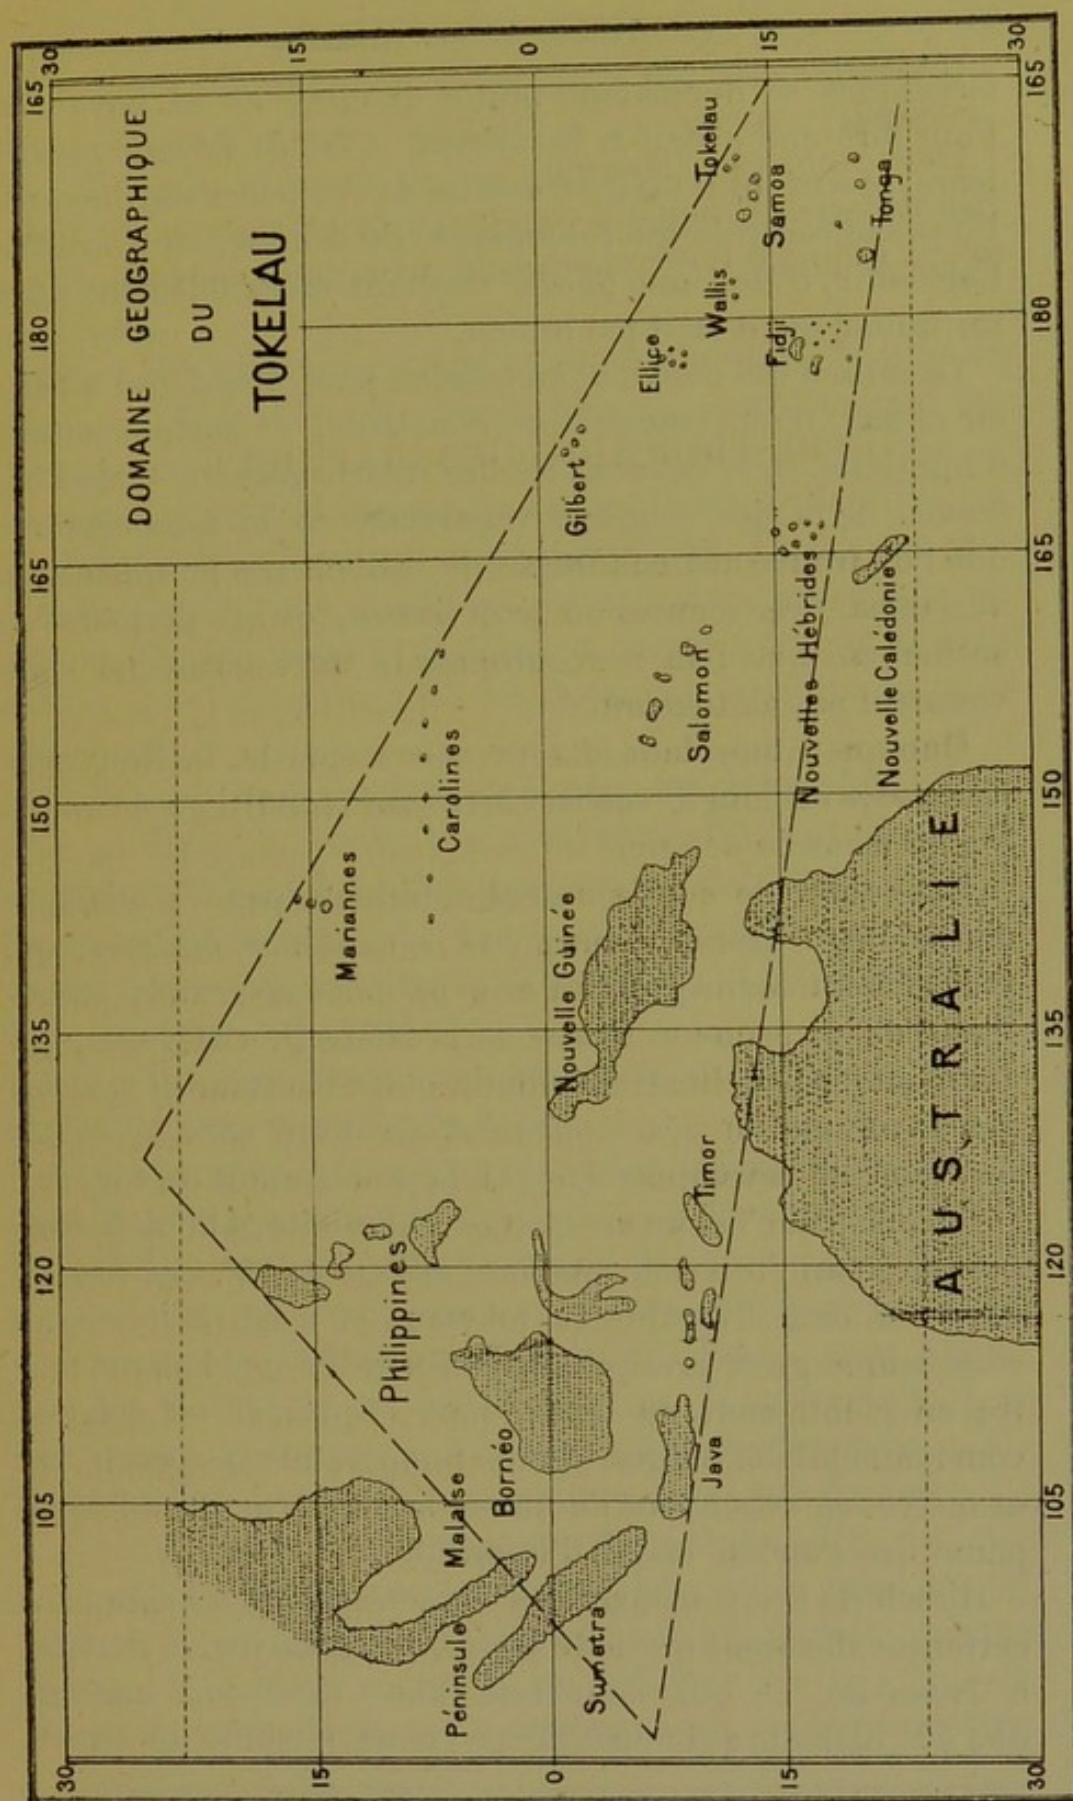 DOMAINE GEOGRAPHIQUE
DU
TOKELAU
30
15
0
15
30
105
120
135
150
165
180
165
Péninsule Malaise
Philippines
Mariannes
Carolines
Sumatra
Bornéo
Java
Timor
Nouvelle Guinée
Salomon
Gilbert
Ellice
Wallis
Tokelau
Samoa
Fidji
Tonga
Nouvelles Hébrides
Nouvelle Calédonie
AUSTRALIE
105
120
135
150
165
180
165
30
15
0
15
30